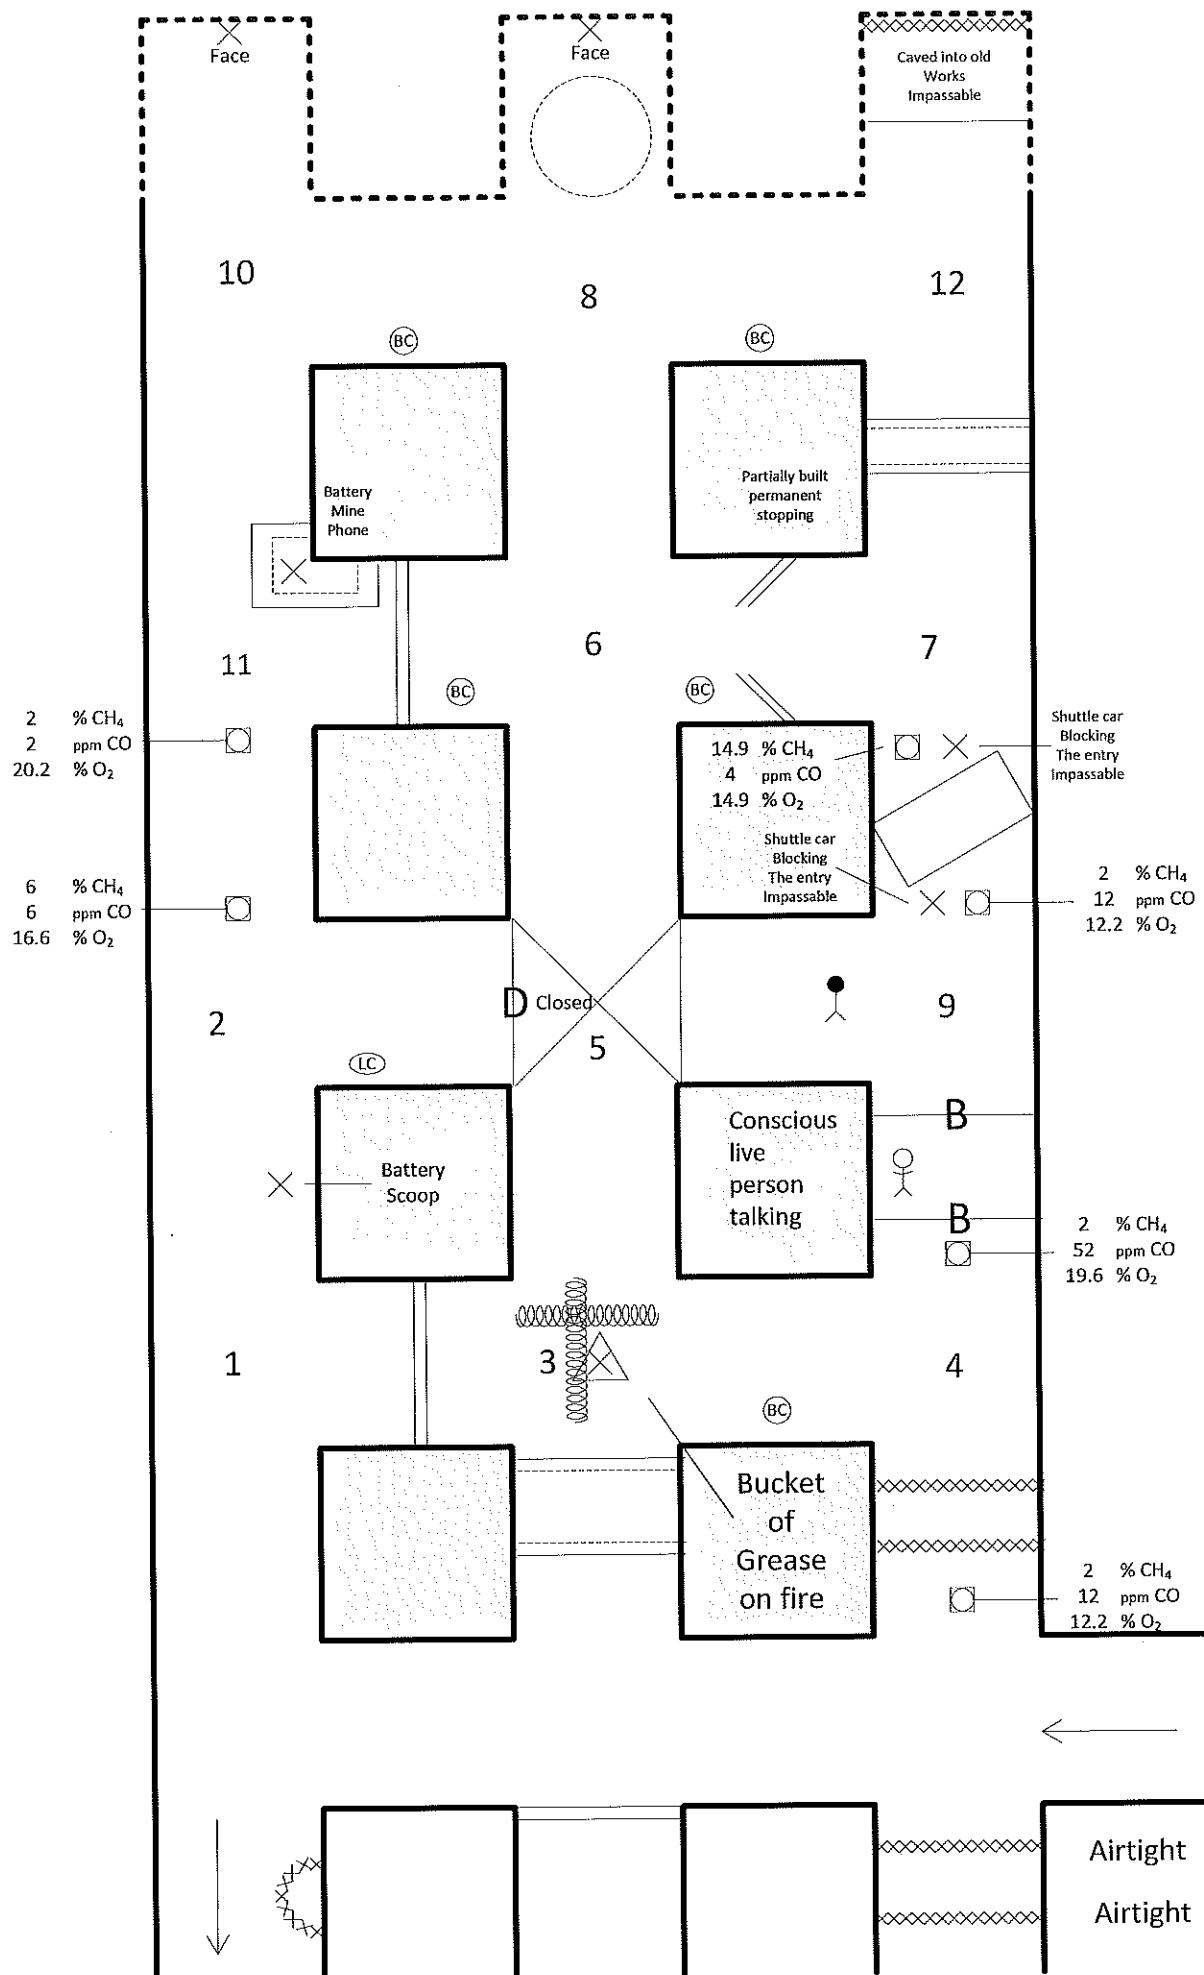 Face
Face
Caved into old
Works
Impassable
10
8
12
BC
BC
Battery
Mine
Phone
Partially built
permanent
stopping
6
7
11
BC
BC
2 % CH₄
2 ppm CO
20.2 % O₂
14.9 % CH₄
4 ppm CO
14.9 % O₂
Shuttle car
Blocking
The entry
Impassable
Shuttle car
Blocking
The entry
Impassable
6 % CH₄
6 ppm CO
16.6 % O₂
2 % CH₄
12 ppm CO
12.2 % O₂
2
D Closed
5
9
LC
Battery
Scoop
Conscious
live
person
talking
B
B
2 % CH₄
52 ppm CO
19.6 % O₂
1
3
4
BC
Bucket
of
Grease
on fire
2 % CH₄
12 ppm CO
12.2 % O₂
Airtight
Airtight